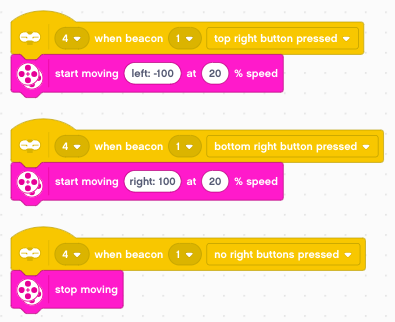 4 when beacon 1 top right button pressed
start moving left: -100 at 20 % speed
4 when beacon 1 bottom right button pressed
start moving right: 100 at 20 % speed
4 when beacon 1 no right buttons pressed
stop moving